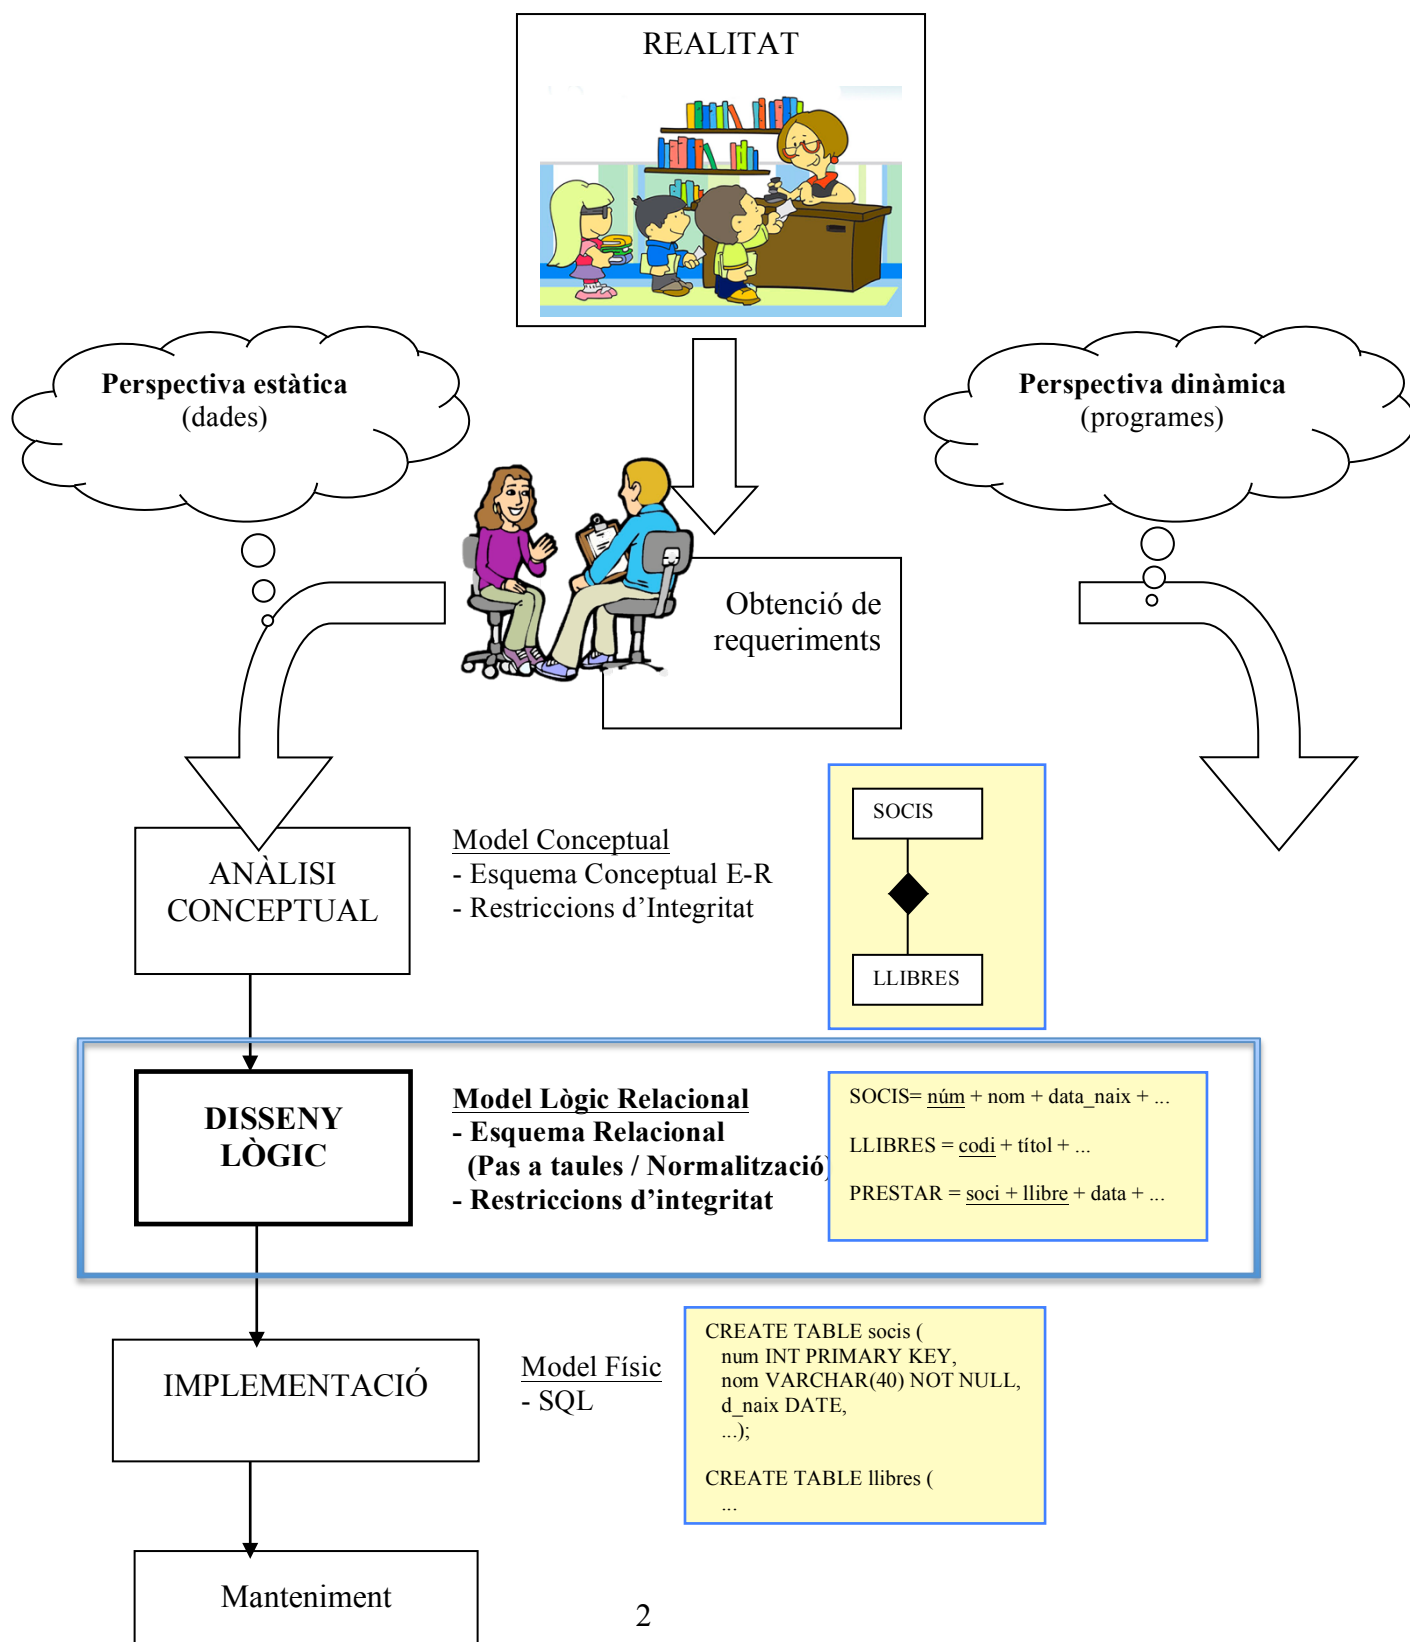 REALITAT
Perspectiva estàtica
(dades)
Perspectiva dinàmica
(programes)
Obtenció de
requeriments
ANÀLISI
CONCEPTUAL
Model Conceptual
- Esquema Conceptual E-R
- Restriccions d’Integritat
SOCIS
LLIBRES
DISSENY
LÒGIC
Model Lògic Relacional
- Esquema Relacional
(Pas a taules / Normalització)
- Restriccions d’integritat
SOCIS= núm + nom + data_naix + ...
LLIBRES = codi + títol + ...
PRESTAR = soci + llibre + data + ...
IMPLEMENTACIÓ
Model Físic
- SQL
CREATE TABLE socis (
num INT PRIMARY KEY,
nom VARCHAR(40) NOT NULL,
d_naix DATE,
...);
CREATE TABLE llibres (
...
Manteniment
2